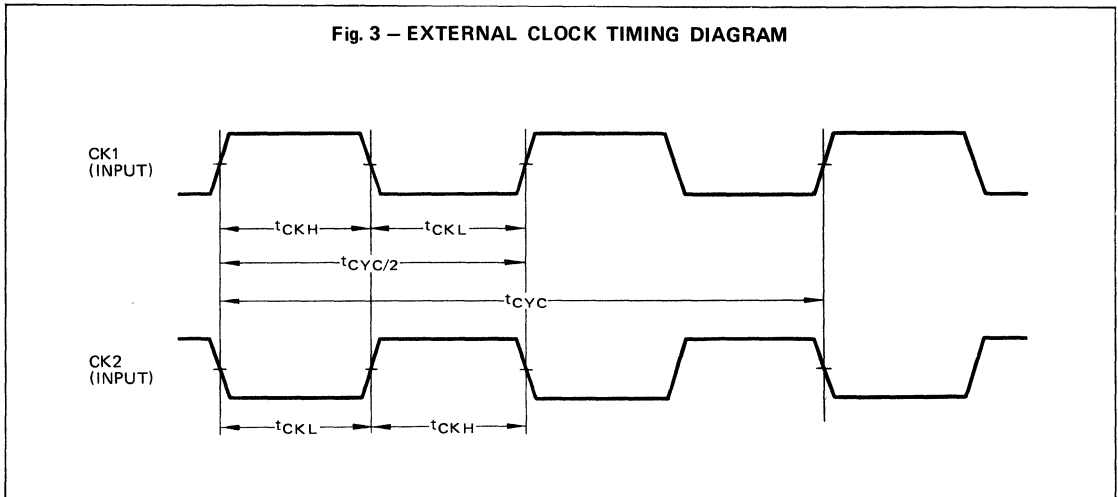 Fig. 3 – EXTERNAL CLOCK TIMING DIAGRAM
CK1
(INPUT)
tCKH
tCKL
tCYC/2
tCYC
CK2
(INPUT)
tCKL
tCKH